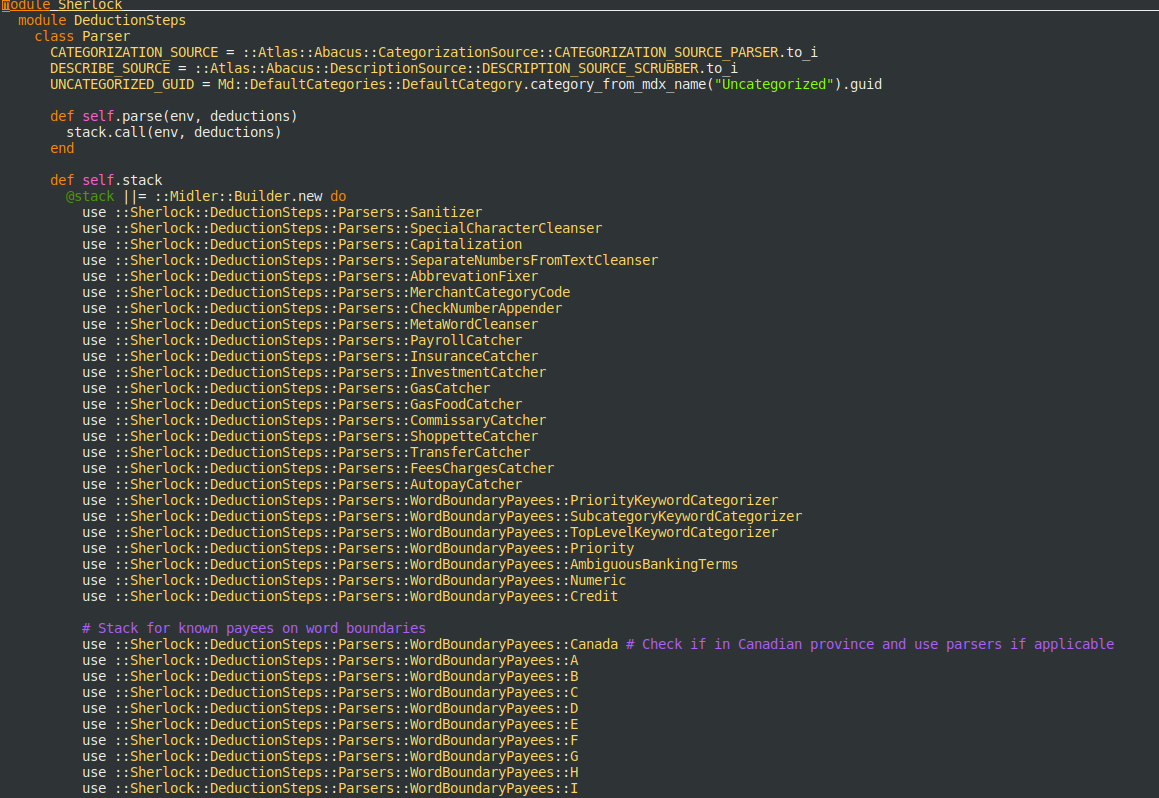 module Sherlock
  module DeductionSteps
    class Parser
      CATEGORIZATION_SOURCE = ::Atlas::Abacus::CategorizationSource::CATEGORIZATION_SOURCE_PARSER.to_i
      DESCRIBE_SOURCE = ::Atlas::Abacus::DescriptionSource::DESCRIPTION_SOURCE_SCRUBBER.to_i
      UNCATEGORIZED_GUID = Md::DefaultCategories::DefaultCategory.category_from_mdx_name("Uncategorized").guid

      def self.parse(env, deductions)
        stack.call(env, deductions)
      end

      def self.stack
        @stack ||= ::Midler::Builder.new do
          use ::Sherlock::DeductionSteps::Parsers::Sanitizer
          use ::Sherlock::DeductionSteps::Parsers::SpecialCharacterCleanser
          use ::Sherlock::DeductionSteps::Parsers::Capitalization
          use ::Sherlock::DeductionSteps::Parsers::SeparateNumbersFromTextCleanser
          use ::Sherlock::DeductionSteps::Parsers::AbbrevationFixer
          use ::Sherlock::DeductionSteps::Parsers::MerchantCategoryCode
          use ::Sherlock::DeductionSteps::Parsers::CheckNumberAppender
          use ::Sherlock::DeductionSteps::Parsers::MetaWordCleanser
          use ::Sherlock::DeductionSteps::Parsers::PayrollCatcher
          use ::Sherlock::DeductionSteps::Parsers::InsuranceCatcher
          use ::Sherlock::DeductionSteps::Parsers::InvestmentCatcher
          use ::Sherlock::DeductionSteps::Parsers::GasCatcher
          use ::Sherlock::DeductionSteps::Parsers::GasFoodCatcher
          use ::Sherlock::DeductionSteps::Parsers::CommissaryCatcher
          use ::Sherlock::DeductionSteps::Parsers::ShoppetteCatcher
          use ::Sherlock::DeductionSteps::Parsers::TransferCatcher
          use ::Sherlock::DeductionSteps::Parsers::FeesChargesCatcher
          use ::Sherlock::DeductionSteps::Parsers::AutopayCatcher
          use ::Sherlock::DeductionSteps::Parsers::WordBoundaryPayees::PriorityKeywordCategorizer
          use ::Sherlock::DeductionSteps::Parsers::WordBoundaryPayees::SubcategoryKeywordCategorizer
          use ::Sherlock::DeductionSteps::Parsers::WordBoundaryPayees::TopLevelKeywordCategorizer
          use ::Sherlock::DeductionSteps::Parsers::WordBoundaryPayees::Priority
          use ::Sherlock::DeductionSteps::Parsers::WordBoundaryPayees::AmbiguousBankingTerms
          use ::Sherlock::DeductionSteps::Parsers::WordBoundaryPayees::Numeric
          use ::Sherlock::DeductionSteps::Parsers::WordBoundaryPayees::Credit

          # Stack for known payees on word boundaries
          use ::Sherlock::DeductionSteps::Parsers::WordBoundaryPayees::Canada # Check if in Canadian province and use parsers if applicable
          use ::Sherlock::DeductionSteps::Parsers::WordBoundaryPayees::A
          use ::Sherlock::DeductionSteps::Parsers::WordBoundaryPayees::B
          use ::Sherlock::DeductionSteps::Parsers::WordBoundaryPayees::C
          use ::Sherlock::DeductionSteps::Parsers::WordBoundaryPayees::D
          use ::Sherlock::DeductionSteps::Parsers::WordBoundaryPayees::E
          use ::Sherlock::DeductionSteps::Parsers::WordBoundaryPayees::F
          use ::Sherlock::DeductionSteps::Parsers::WordBoundaryPayees::G
          use ::Sherlock::DeductionSteps::Parsers::WordBoundaryPayees::H
          use ::Sherlock::DeductionSteps::Parsers::WordBoundaryPayees::I